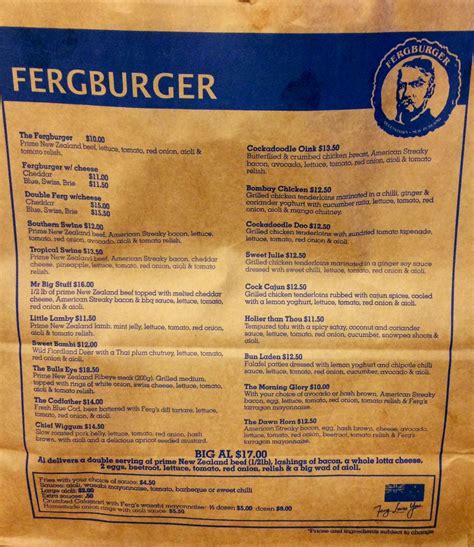 FERGBURGER
FERGBURGER
The Fergburger $10.00
Prime New Zealand beef, lettuce, tomato, red onion, aioli &
tomato relish.
Fergburger w/ cheese
Cheddar $11.00
Blue, Swiss, Brie $11.50
Double Ferg w/cheese
Cheddar $15.00
Blue, Swiss, Brie $15.50
Southern Swine $12.00
Prime New Zealand beef, American Streaky bacon, lettuce,
tomato, red onion, avocado, aioli & tomato relish.
Tropical Swine $13.50
Prime New Zealand beef, American Streaky bacon, cheddar
cheese, pineapple, lettuce, tomato, red onion, aioli & tomato
relish.
Mr Big Stuff $16.00
1/2 lb of prime New Zealand beef topped with melted cheddar
cheese, American Streaky bacon & bbq sauce, lettuce, tomato,
red onion & aioli.
Little Lamby $11.50
Prime New Zealand lamb, mint jelly, lettuce, tomato, red onion,
aioli & tomato relish.
Sweet Bambi $12.00
Wild Fiordland Deer with a Thai plum chutney, lettuce, tomato,
red onion & aioli.
The Bulls Eye $18.50
Prime New Zealand Ribeye steak (200g). Grilled medium,
topped with rings of white onion, swiss cheese, lettuce, tomato,
aioli & tomato relish.
The Codfather $14.00
Fresh Blue Cod, beer battered with Ferg's dill tartare, lettuce,
tomato, red onion & aioli.
Chief Wiggum $14.50
Slow roasted pork belly, lettuce, tomato, red onion, hash
brown, with aioli and a delicious apricot seeded mustard.
Cockadoodle Oink $13.50
Butterflied & crumbed chicken breast, American Streaky
bacon, lettuce, tomato, red onion, avocado, aioli & tomato
relish.
Bombay Chicken $12.50
Grilled chicken tenderloins marinated in a chilli, ginger &
coriander yoghurt with cucumber raita, lettuce, tomato, red
onion, aioli & mango chutney.
Cockadoodle Doo $12.50
Grilled chicken tenderloins with sundried tomato tapenade,
lettuce, tomato, red onion & aioli.
Sweet Julie $12.50
Grilled chicken tenderloins marinated in a ginger soy sauce
dressed with sweet chilli, lettuce, tomato, red onion & aioli.
Cock Cajun $12.50
Grilled chicken tenderloins rubbed with cajun spices, cooled
with a lemon yoghurt, lettuce, tomato, red onion & aioli.
Holier than Thou $11.50
Tempured tofu with a spicy satay, coconut and coriander
sauce, lettuce, tomato, red onion, cucumber & aioli.
Bun Laden $12.50
Falafel patties dressed with lemon yoghurt and chipotle chilli
sauce, lettuce, tomato, red onion, cucumber, avocado & aioli.
The Morning Glory $10.00
With your choice of avocado or hash brown. American Streaky
bacon, egg, lettuce, tomato, red onion, tomato relish & Ferg's
tarragon mayonnaise.
The Dawn Horn $12.50
American Streaky bacon, egg, hash brown, cheese, avocado,
lettuce, tomato, red onion, beetroot, tomato relish & Ferg's
tarragon mayonnaise.
BIG AL $17.00
Al delivers a double serving of prime New Zealand beef (1/2lb), lashings of bacon, a whole lotta cheese,
2 eggs, beetroot, lettuce, tomato, red onion, relish & a big wad of aioli.
Fries with your choice of sauce: $4.50
Sauces: aioli, wasabi mayonnaise, tomato, barbeque or sweet chilli
Large aioli: $8.00
Extra sauces: .50
Crumbed Calamari with Ferg's wasabi mayonnaise: ½ dozen $5.00 dozen: $8.00
Homemade onion rings with aioli sauce $5.50
Ferg Loves You
*Prices and ingredients subject to change